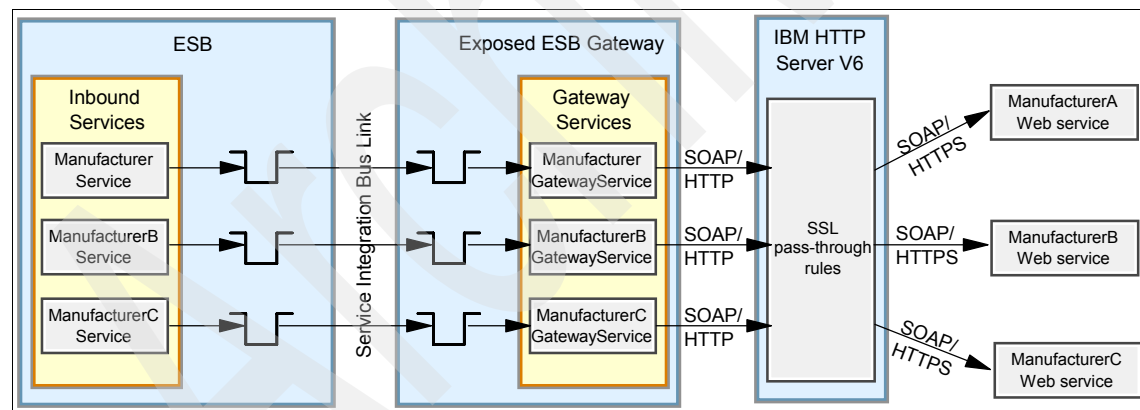 ESB
Inbound
Services
Manufacturer
Service
ManufacturerB
Service
ManufacturerC
Service
Service Integration Bus Link
Exposed ESB Gateway
Gateway
Services
Manufacturer
GatewayService
ManufacturerB
GatewayService
ManufacturerC
GatewayService
SOAP/
HTTP
SOAP/
HTTP
SOAP/
HTTP
IBM HTTP
Server V6
SSL
pass-through
rules
SOAP/
HTTPS
SOAP/
HTTPS
SOAP/
HTTPS
ManufacturerA
Web service
ManufacturerB
Web service
ManufacturerC
Web service